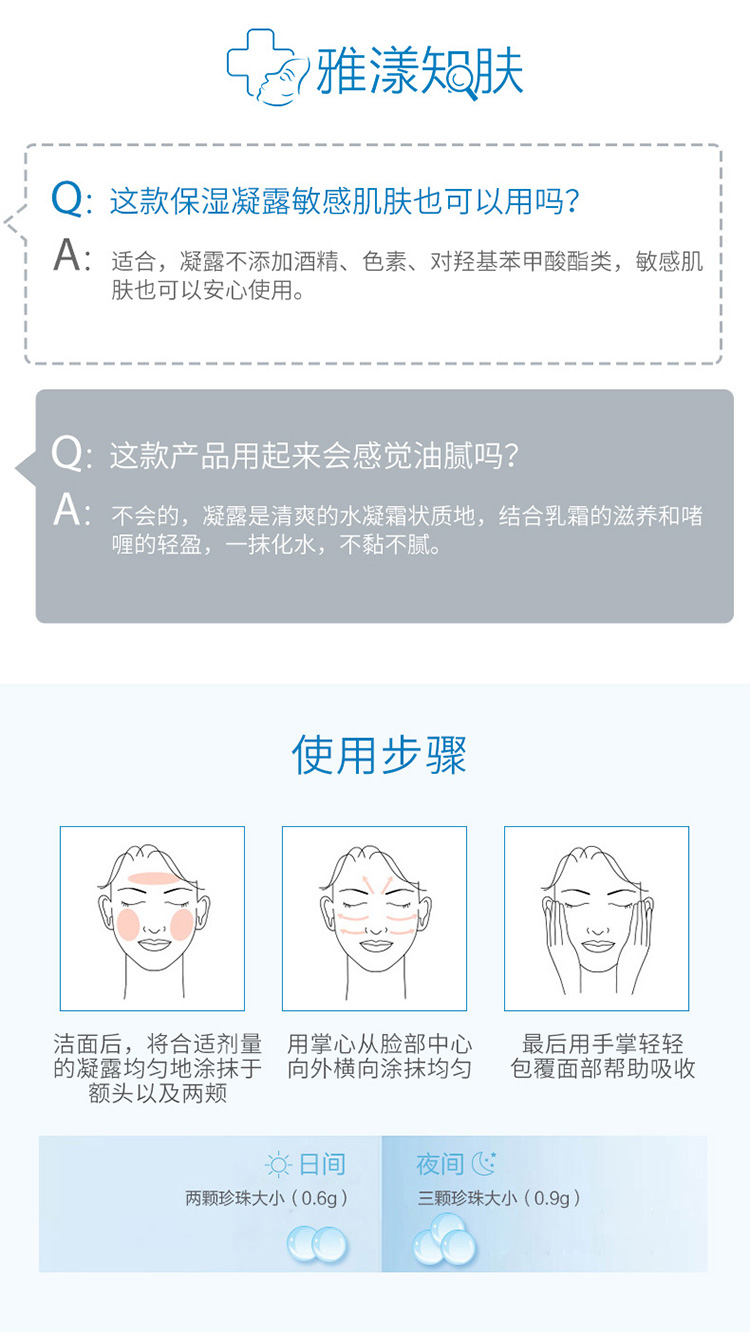 雅漾知肤
Q: 这款保湿凝露敏感肌肤也可以用吗?
A: 适合，凝露不添加酒精、色素、对羟基苯甲酸酯类，敏感肌
肤也可以安心使用。
Q: 这款产品用起来会感觉油腻吗?
A: 不会的，凝露是清爽的水凝霜状质地，结合乳霜的滋养和啫
喱的轻盈，一抹化水，不黏不腻。
使用步骤
洁面后，将合适剂量
的凝露均匀地涂抹于
额头以及两颊
用掌心从脸部中心
向外横向涂抹均匀
最后用手掌轻轻
包覆面部帮助吸收
日间
两颗珍珠大小（0.6g）
夜间
三颗珍珠大小（0.9g）